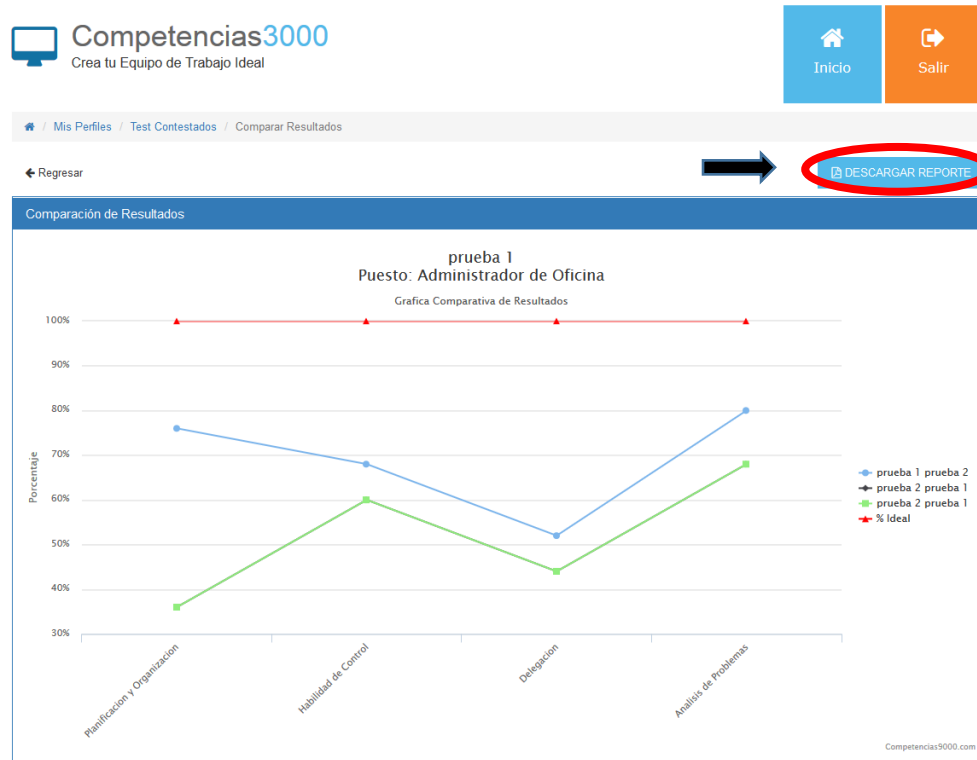 Competencias3000
Crea tu Equipo de Trabajo Ideal
Inicio
Salir
/ Mis Perfiles / Test Contestados / Comparar Resultados
Regresar
DESCARGAR REPORTE
Comparación de Resultados
prueba 1
Puesto: Administrador de Oficina
Grafica Comparativa de Resultados
100%
90%
80%
70%
60%
50%
40%
30%
Porcentaje
Planificacion y Organizacion
Habilidad de Control
Delegacion
Analisis de Problemas
prueba 1 prueba 2
prueba 2 prueba 1
prueba 2 prueba 1
% Ideal
Competencias9000.com